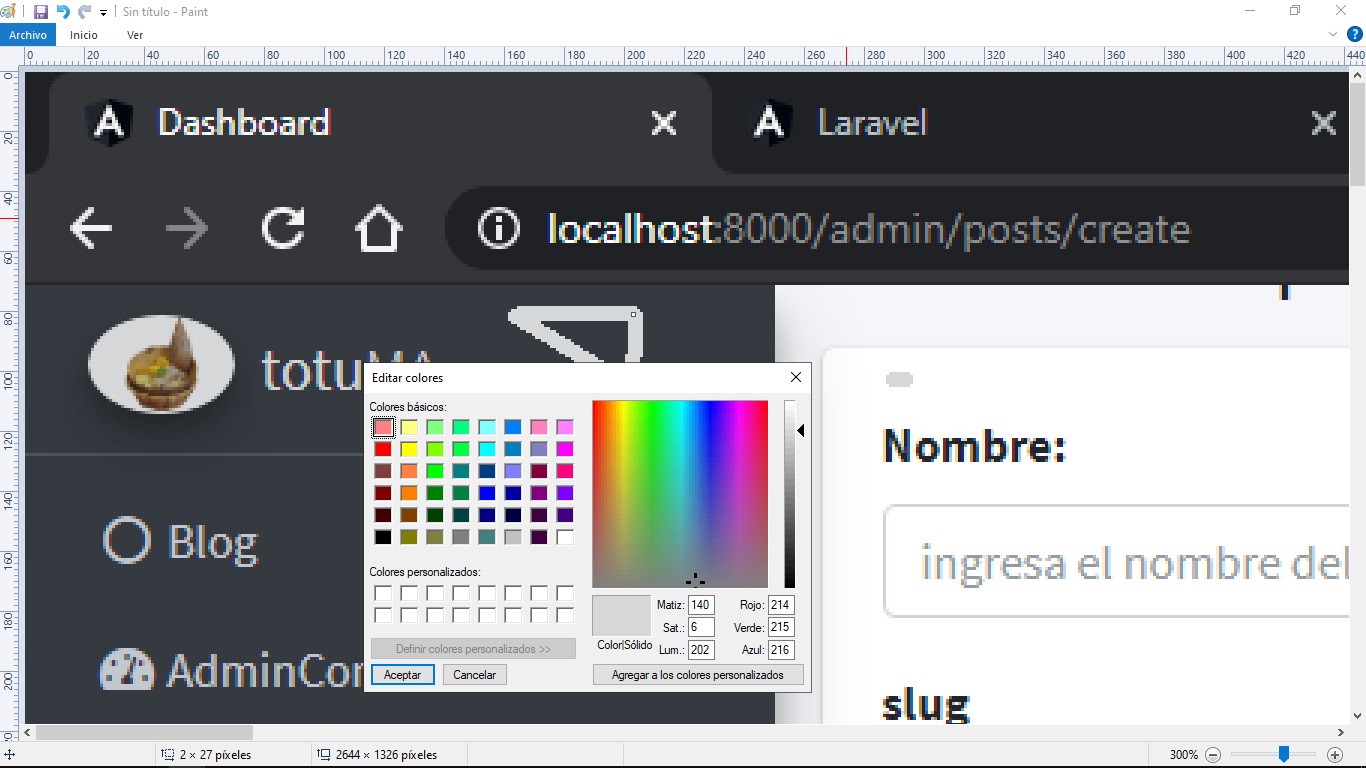 Sin título - Paint
Archivo Inicio Ver
0 20 40 60 80 100 120 140 160 180 200 220 240 260 280 300 320 340 360 380 400 420 440
Dashboard
Laravel
localhost:8000/admin/posts/create
totuMA
Blog
AdminCor
Editar colores
Colores básicos:
Colores personalizados:
Definir colores personalizados >>
Aceptar Cancelar
Matiz: 140 Rojo: 214
Sat.: 6 Verde: 215
Color|Sólido
Lum.: 202 Azul: 216
Agregar a los colores personalizados
Nombre:
ingresa el nombre del
slug
0
20
40
60
80
100
120
140
160
180
200
2 × 27 píxeles 2644 × 1326 píxeles 300%